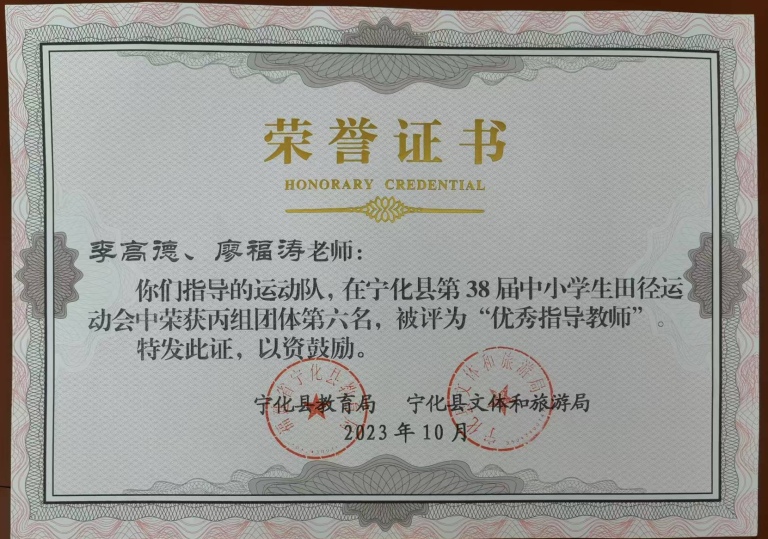 荣誉证书
HONORARY CREDENTIAL
李高德、廖福涛老师：
你们指导的运动队，在宁化县第38届中小学生田径运
动会中荣获丙组团体第六名，被评为“优秀指导教师”。
特发此证，以资鼓励。
宁化县教育局 宁化县文体和旅游局
2023年10月